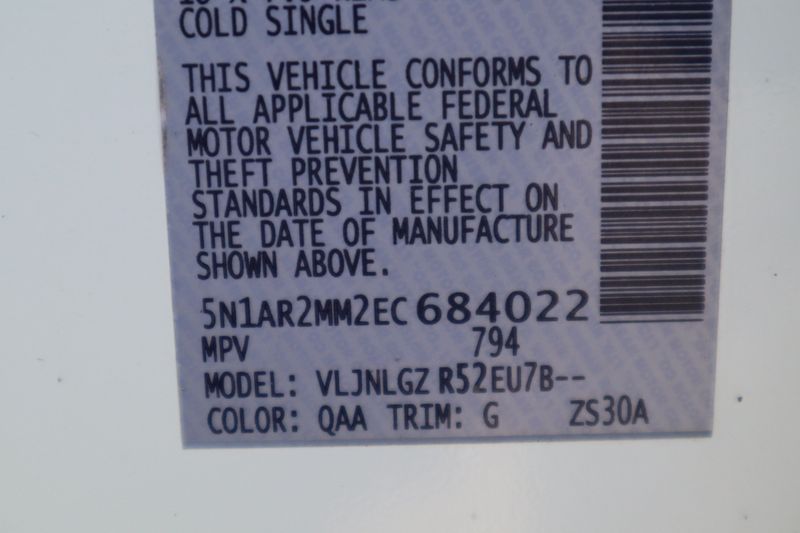 COLD SINGLE
THIS VEHICLE CONFORMS TO
ALL APPLICABLE FEDERAL
MOTOR VEHICLE SAFETY AND
THEFT PREVENTION
STANDARDS IN EFFECT ON
THE DATE OF MANUFACTURE
SHOWN ABOVE.
5N1AR2MM2EC684022
MPV 794
MODEL: VLJNLGZ R52EU7B--
COLOR: QAA TRIM: G ZS30A